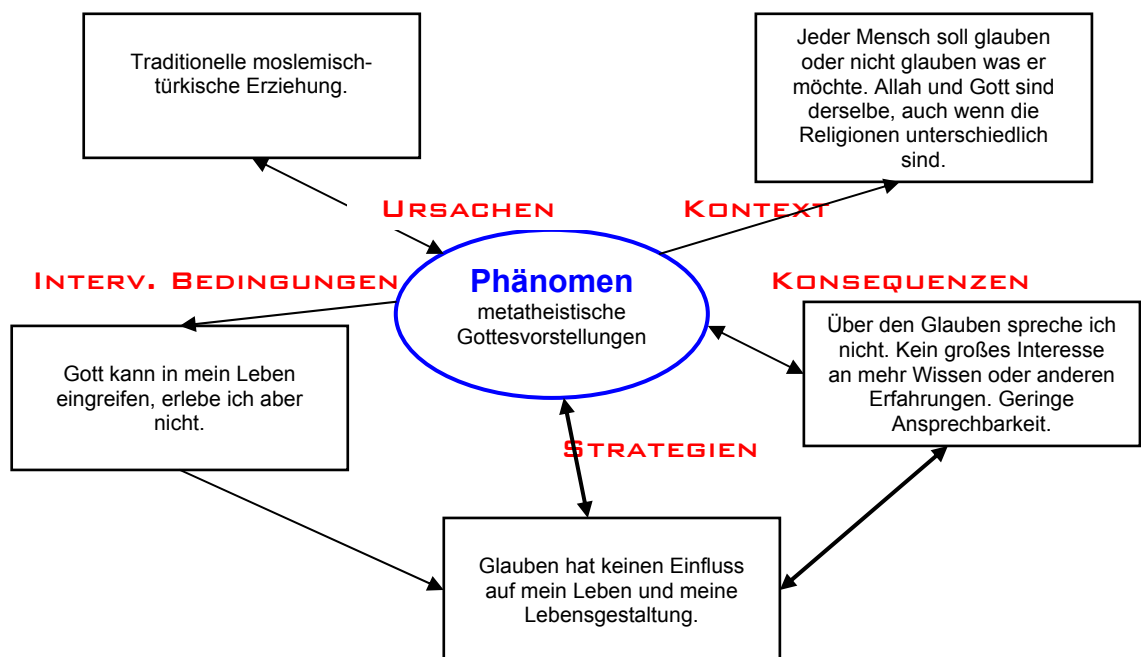 Traditionelle moslemisch-
türkische Erziehung.
Jeder Mensch soll glauben
oder nicht glauben was er
möchte. Allah und Gott sind
derselbe, auch wenn die
Religionen unterschiedlich
sind.
URSACHEN
KONTEXT
INTERV. BEDINGUNGEN
Phänomen
metatheistische
Gottesvorstellungen
KONSEQUENZEN
Gott kann in mein Leben
eingreifen, erlebe ich aber
nicht.
Über den Glauben spreche ich
nicht. Kein großes Interesse
an mehr Wissen oder anderen
Erfahrungen. Geringe
Ansprechbarkeit.
STRATEGIEN
Glauben hat keinen Einfluss
auf mein Leben und meine
Lebensgestaltung.